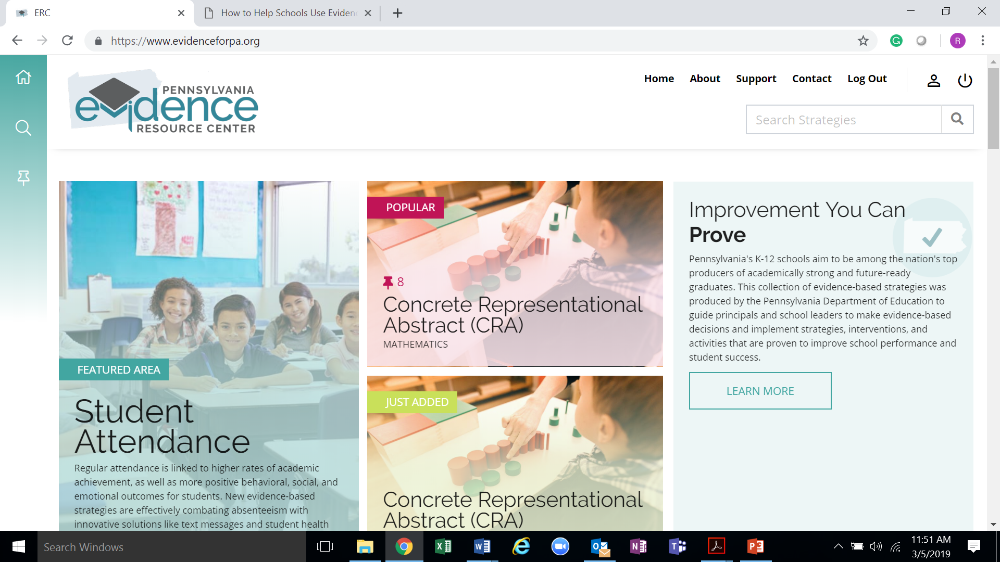 ERC
How to Help Schools Use Eviden
https://www.evidenceforpa.org
R
PENNSYLVANIA
evidence
RESOURCE CENTER
Home About Support Contact Log Out
Search Strategies
FEATURED AREA
Student
Attendance
Regular attendance is linked to higher rates of academic
achievement, as well as more positive behavioral, social, and
emotional outcomes for students. New evidence-based
strategies are effectively combating absenteeism with
innovative solutions like text messages and student health
POPULAR
8
Concrete Representational
Abstract (CRA)
MATHEMATICS
JUST ADDED
Concrete Representational
Abstract (CRA)
Improvement You Can
Prove
Pennsylvania's K-12 schools aim to be among the nation's top
producers of academically strong and future-ready
graduates. This collection of evidence-based strategies was
produced by the Pennsylvania Department of Education to
guide principals and school leaders to make evidence-based
decisions and implement strategies, interventions, and
activities that are proven to improve school performance and
student success.
LEARN MORE
Search Windows
11:51 AM
3/5/2019